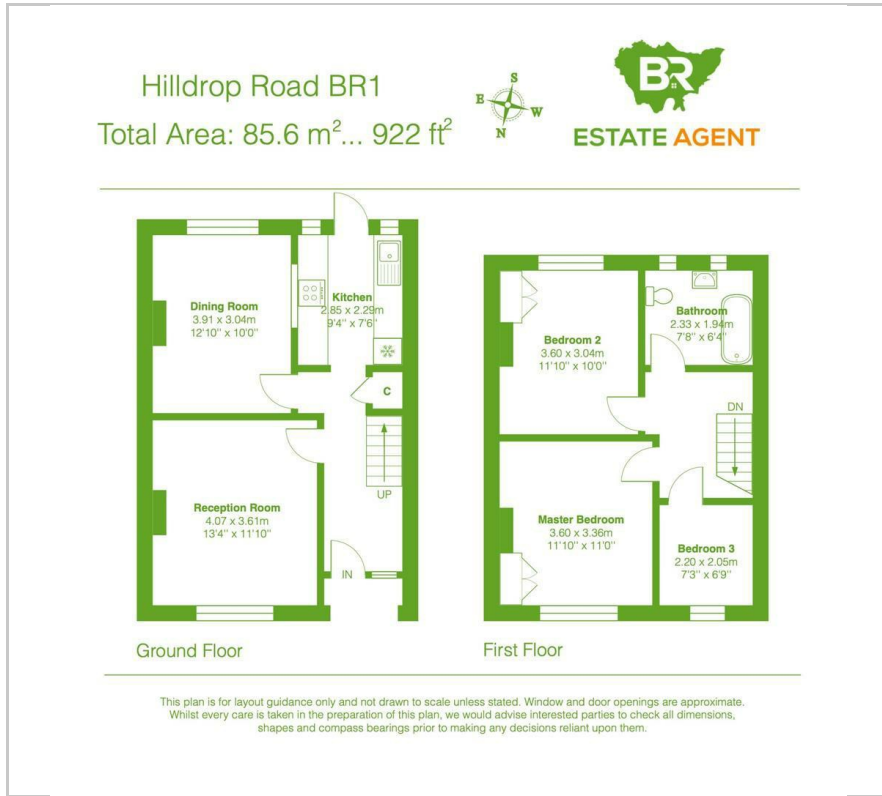 Hilldrop Road BR1
Total Area: 85.6 m²... 922 ft²
S
E
W
N
BR
ESTATE AGENT
Dining Room
3.91 x 3.04m
12'10'' x 10'0''
Kitchen
2.85 x 2.29m
9'4'' x 7'6''
C
UP
Reception Room
4.07 x 3.61m
13'4'' x 11'10''
IN
Ground Floor
Bedroom 2
3.60 x 3.04m
11'10'' x 10'0''
Bathroom
2.33 x 1.94m
7'8'' x 6'4''
DN
Master Bedroom
3.60 x 3.36m
11'10'' x 11'0''
Bedroom 3
2.20 x 2.05m
7'3'' x 6'9''
First Floor
This plan is for layout guidance only and not drawn to scale unless stated. Window and door openings are approximate.
Whilst every care is taken in the preparation of this plan, we would advise interested parties to check all dimensions,
shapes and compass bearings prior to making any decisions reliant upon them.